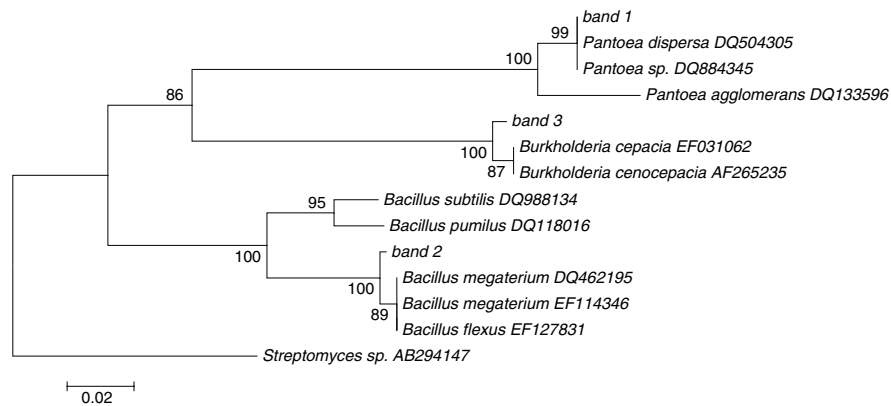 band 1
99
Pantoea dispersa DQ504305
100
Pantoea sp. DQ884345
86
Pantoea agglomerans DQ133596
band 3
100
Burkholderia cepacia EF031062
87
Burkholderia cenocepacia AF265235
95
Bacillus subtilis DQ988134
Bacillus pumilus DQ118016
100
band 2
Bacillus megaterium DQ462195
100
Bacillus megaterium EF114346
89
Bacillus flexus EF127831
Streptomyces sp. AB294147
0.02